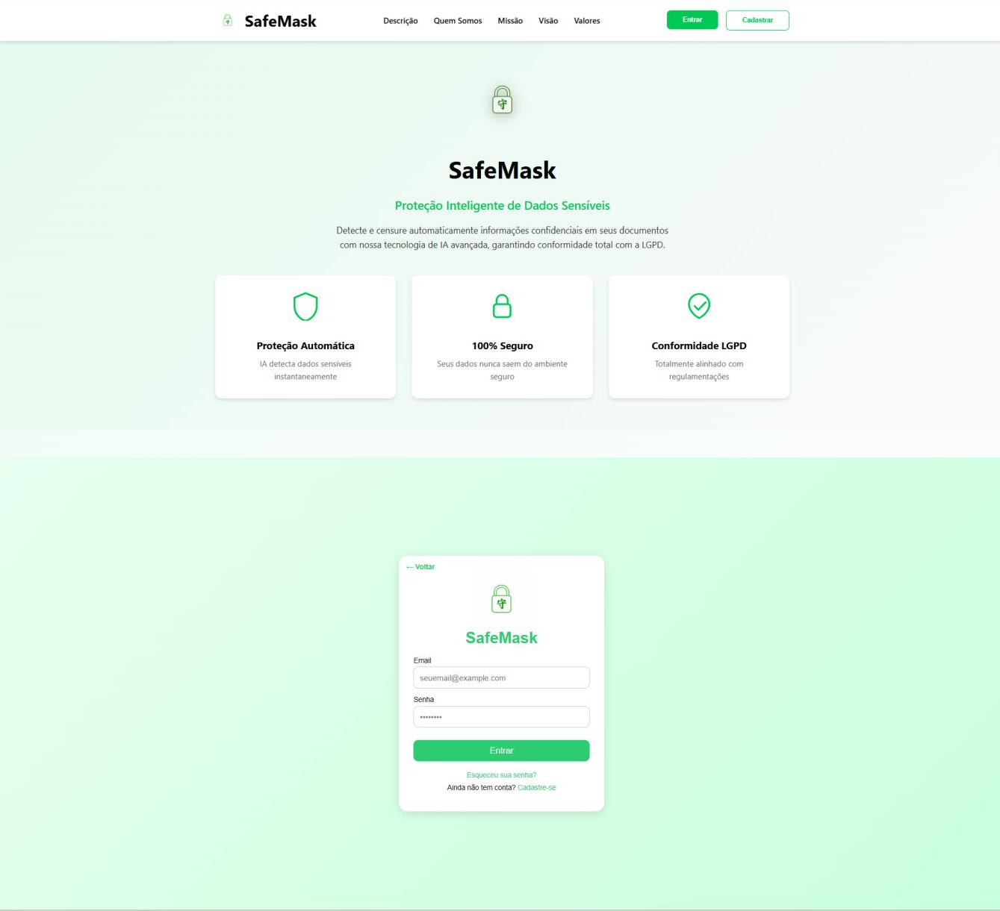 SafeMask
Descrição Quem Somos Missão Visão Valores
Entrar Cadastrar
SafeMask
Proteção Inteligente de Dados Sensíveis
Detecte e censure automaticamente informações confidenciais em seus documentos
com nossa tecnologia de IA avançada, garantindo conformidade total com a LGPD.
Proteção Automática
IA detecta dados sensíveis
instantaneamente
100% Seguro
Seus dados nunca saem do ambiente
seguro
Conformidade LGPD
Totalmente alinhado com
regulamentações
← Voltar
SafeMask
Email
seuemail@example.com
Senha
••••••••
Entrar
Esqueceu sua senha?
Ainda não tem conta? Cadastre-se